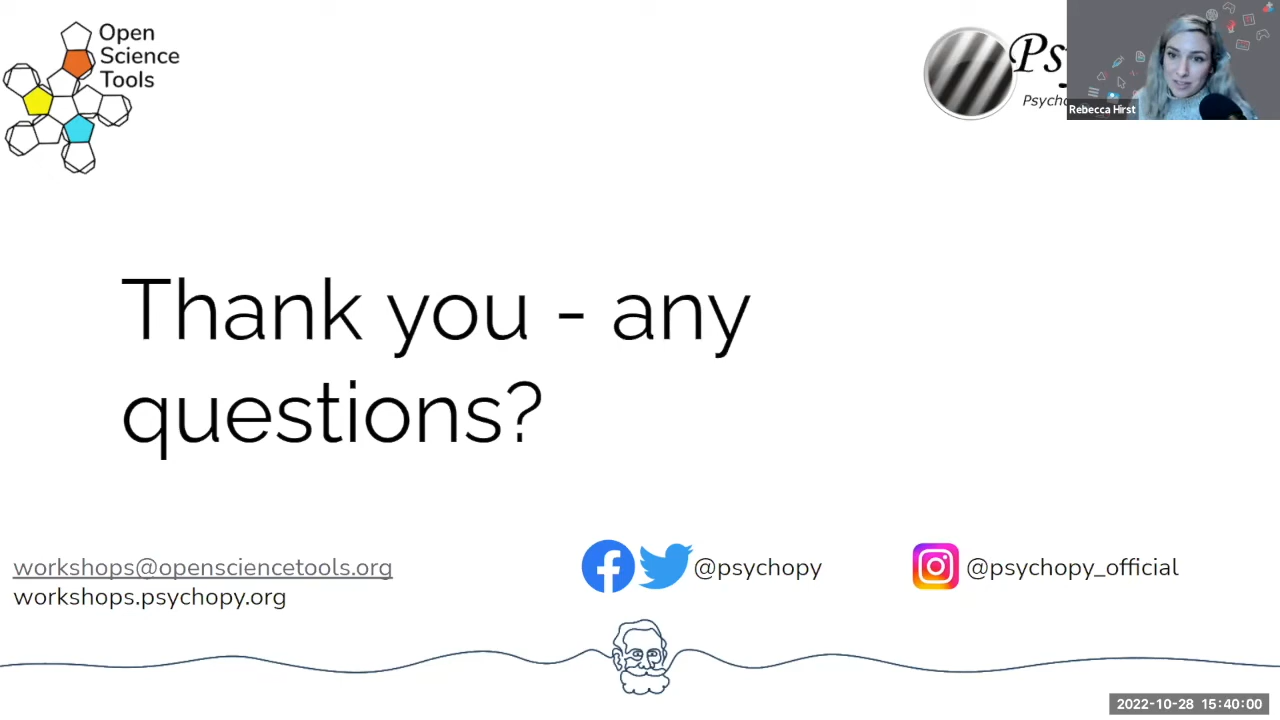 Open
Science
Tools
Rebecca Hirst
Thank you - any
questions?
workshops@opensciencetools.org
workshops.psychopy.org
@psychopy
@psychopy_official
2022-10-28 15:40:00